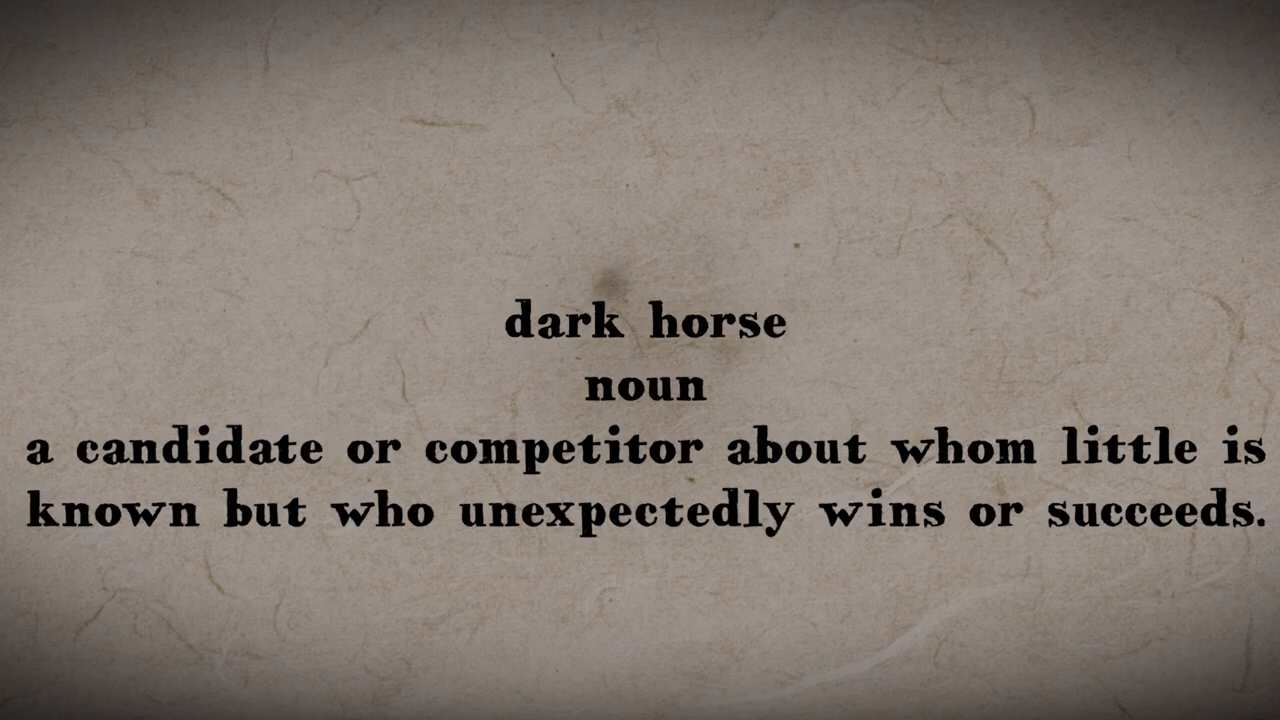 dark horse
noun
a candidate or competitor about whom little is
known but who unexpectedly wins or succeeds.